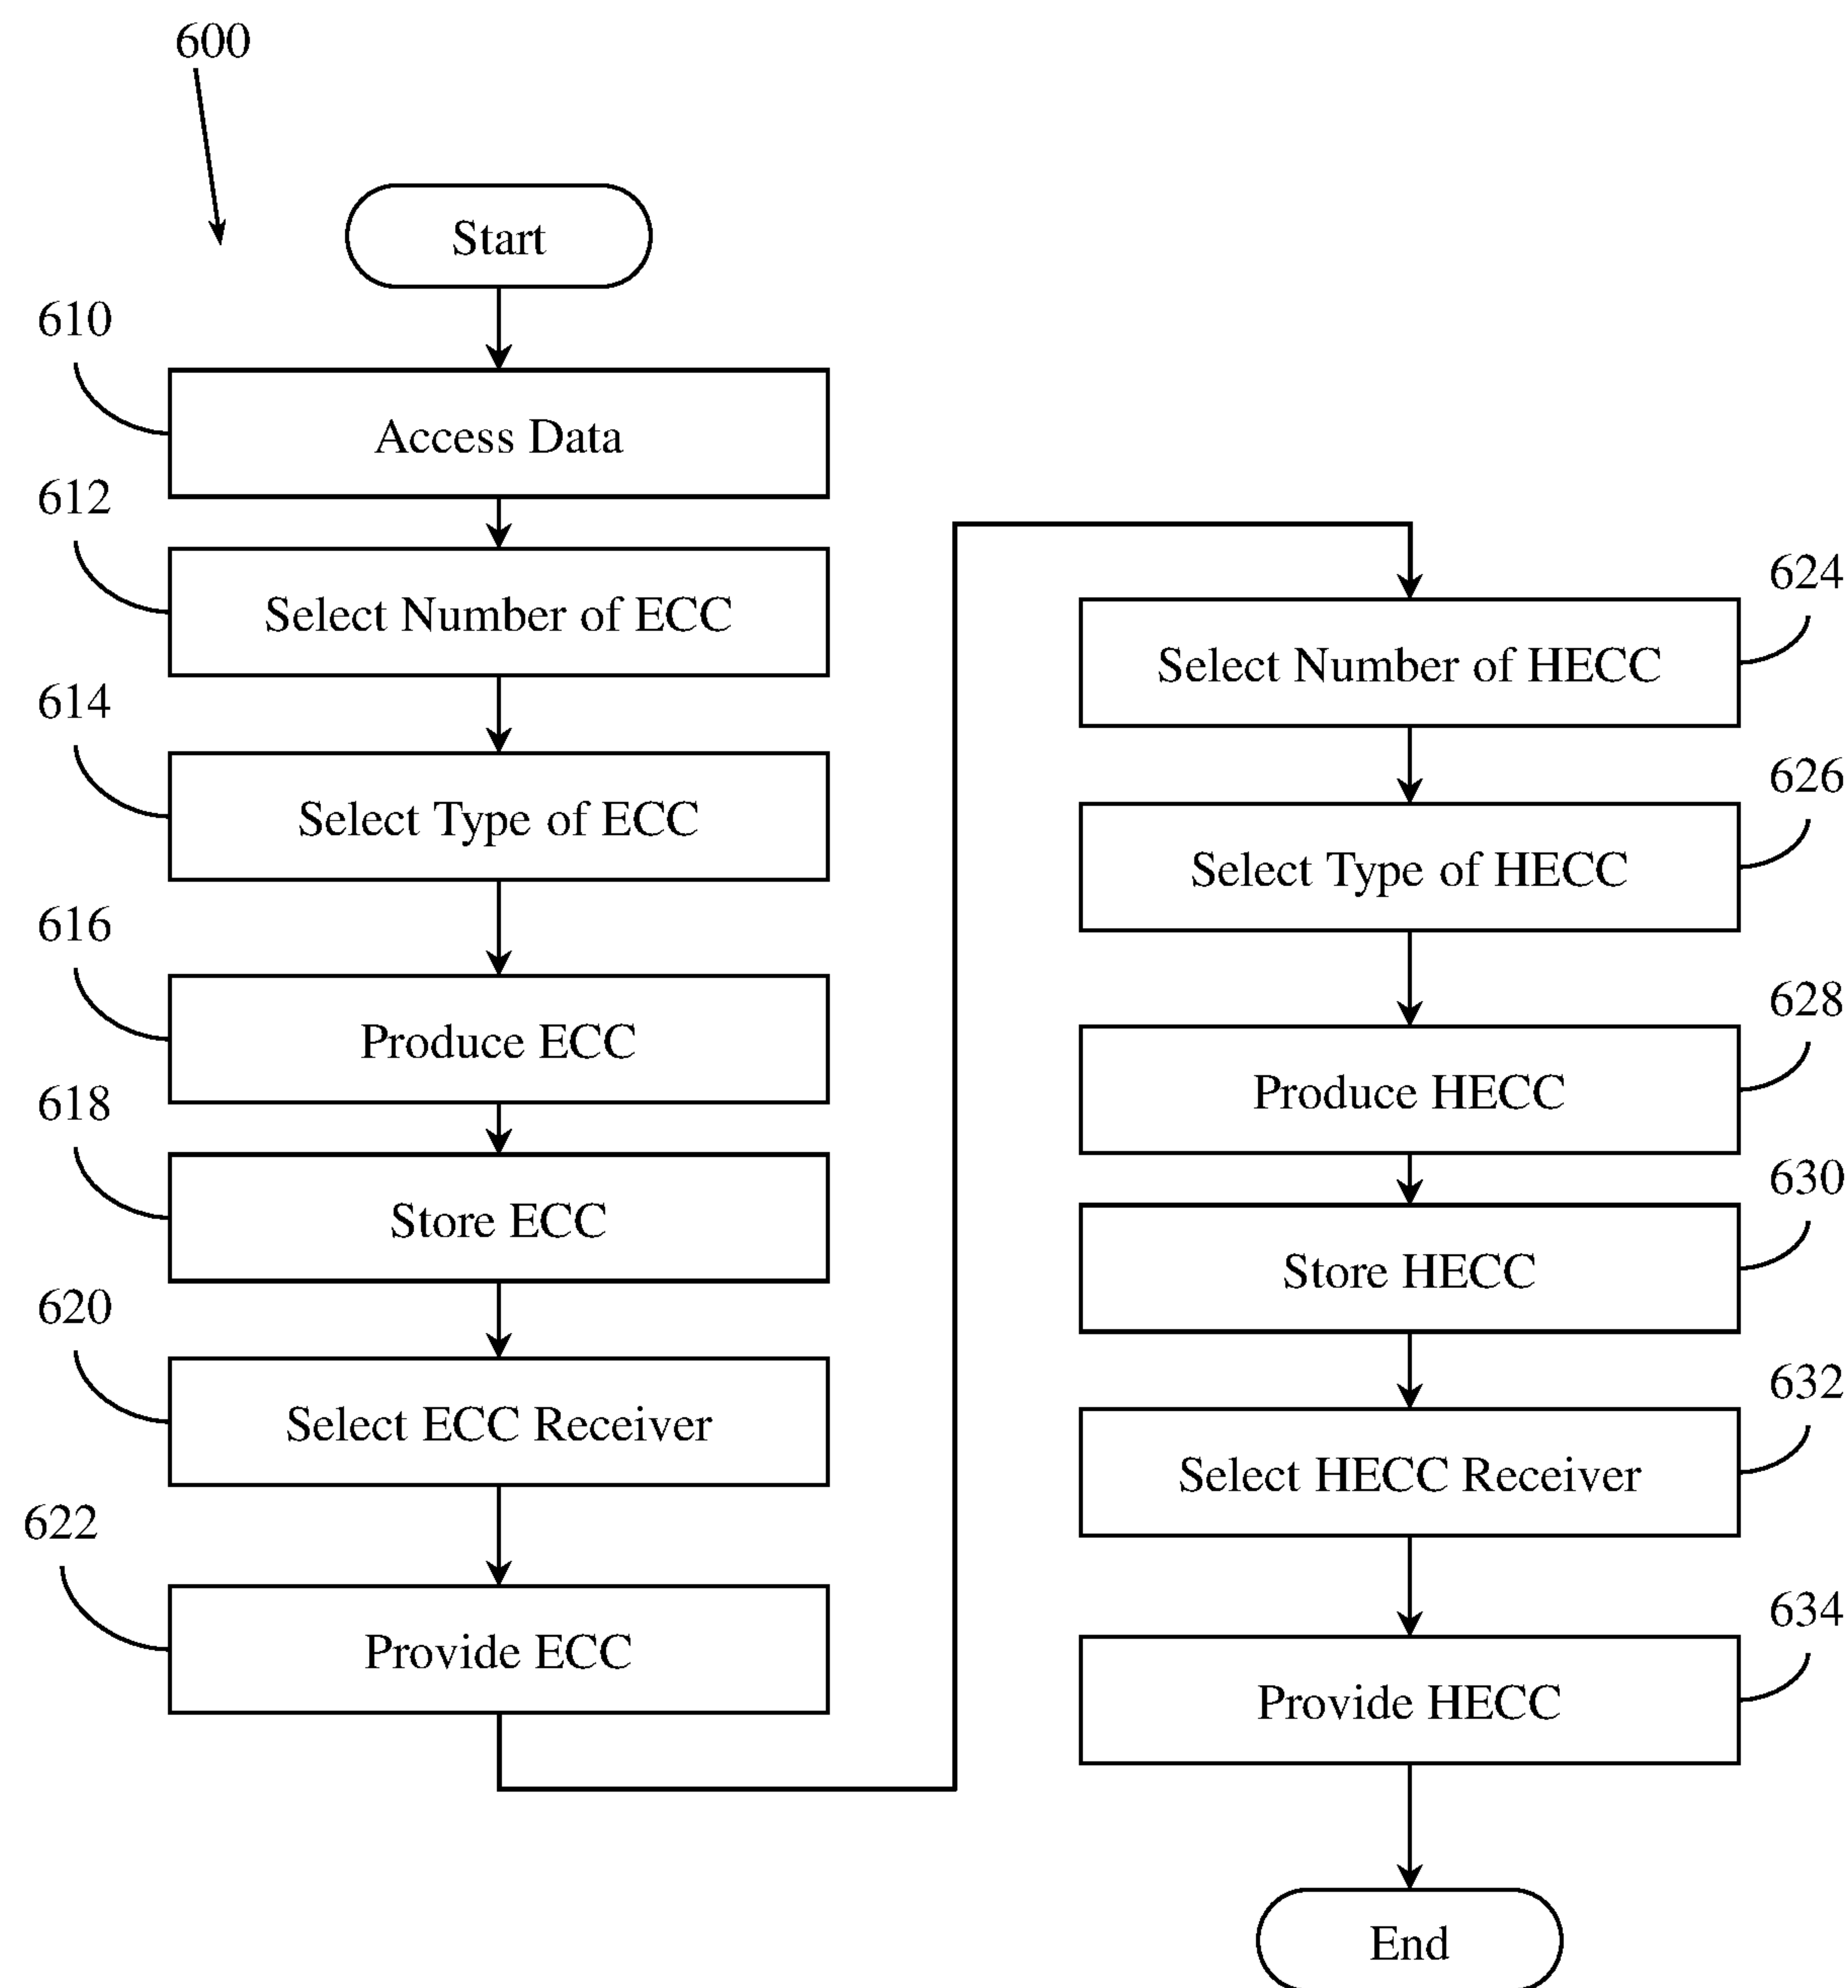 600
Start
610
Access Data
612
Select Number of ECC
614
Select Type of ECC
616
Produce ECC
618
Store ECC
620
Select ECC Receiver
622
Provide ECC
624
Select Number of HECC
626
Select Type of HECC
628
Produce HECC
630
Store HECC
632
Select HECC Receiver
634
Provide HECC
End